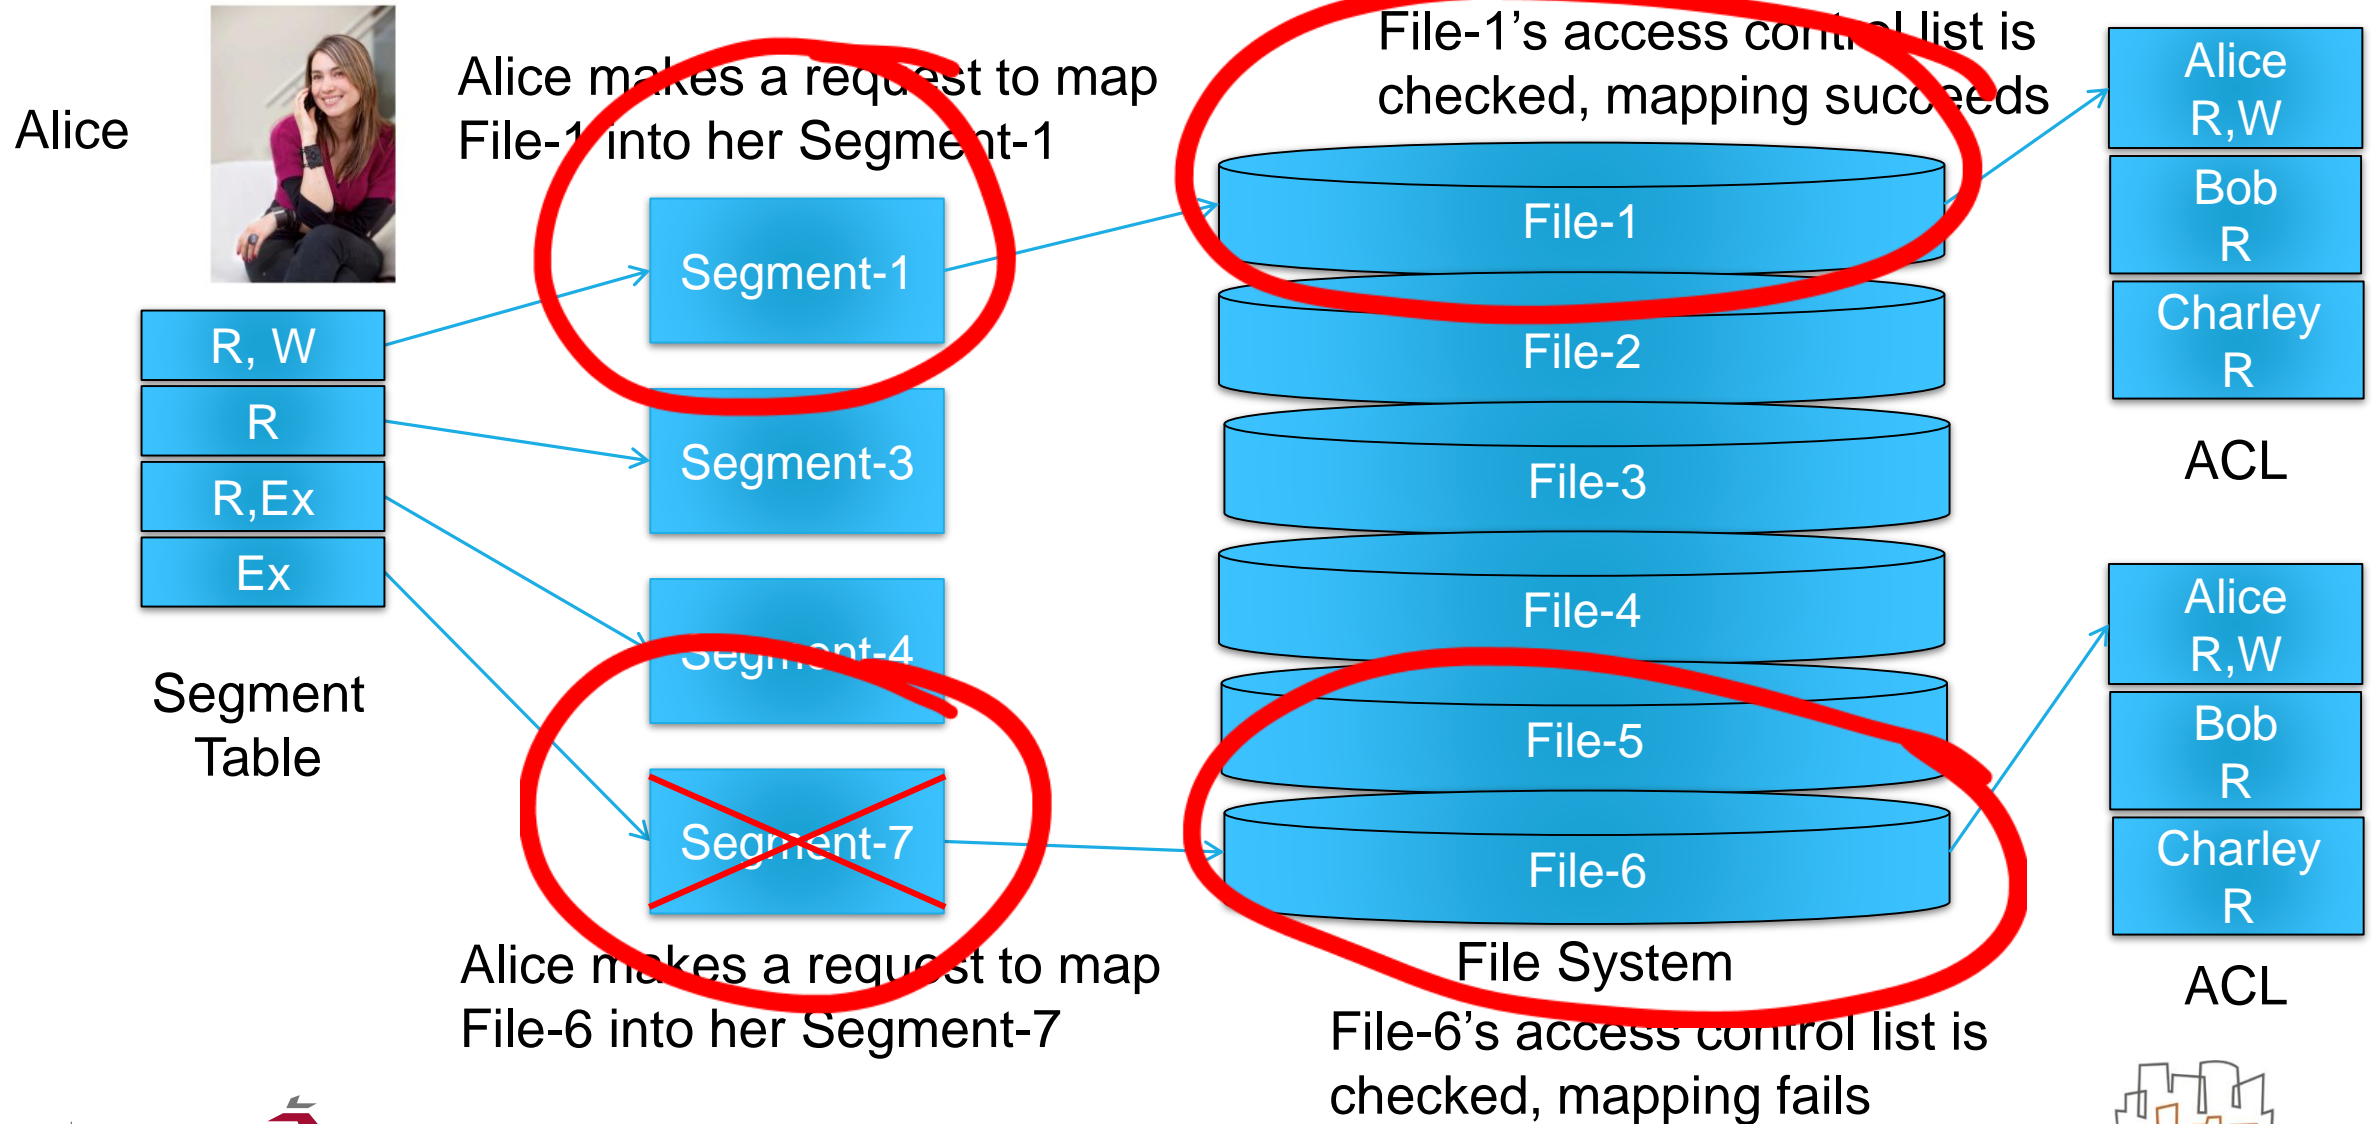 Alice
Alice makes a request to map
File-1 into her Segment-1
File-1's access control list is
checked, mapping succeeds
R, W
R
R,Ex
Ex
Segment
Table
Segment-1
Segment-3
Segment-4
Segment-7
Alice makes a request to map
File-6 into her Segment-7
File-1
File-2
File-3
File-4
File-5
File-6
File System
File-6's access control list is
checked, mapping fails
Alice
R,W
Bob
R
Charley
R
ACL
Alice
R,W
Bob
R
Charley
R
ACL